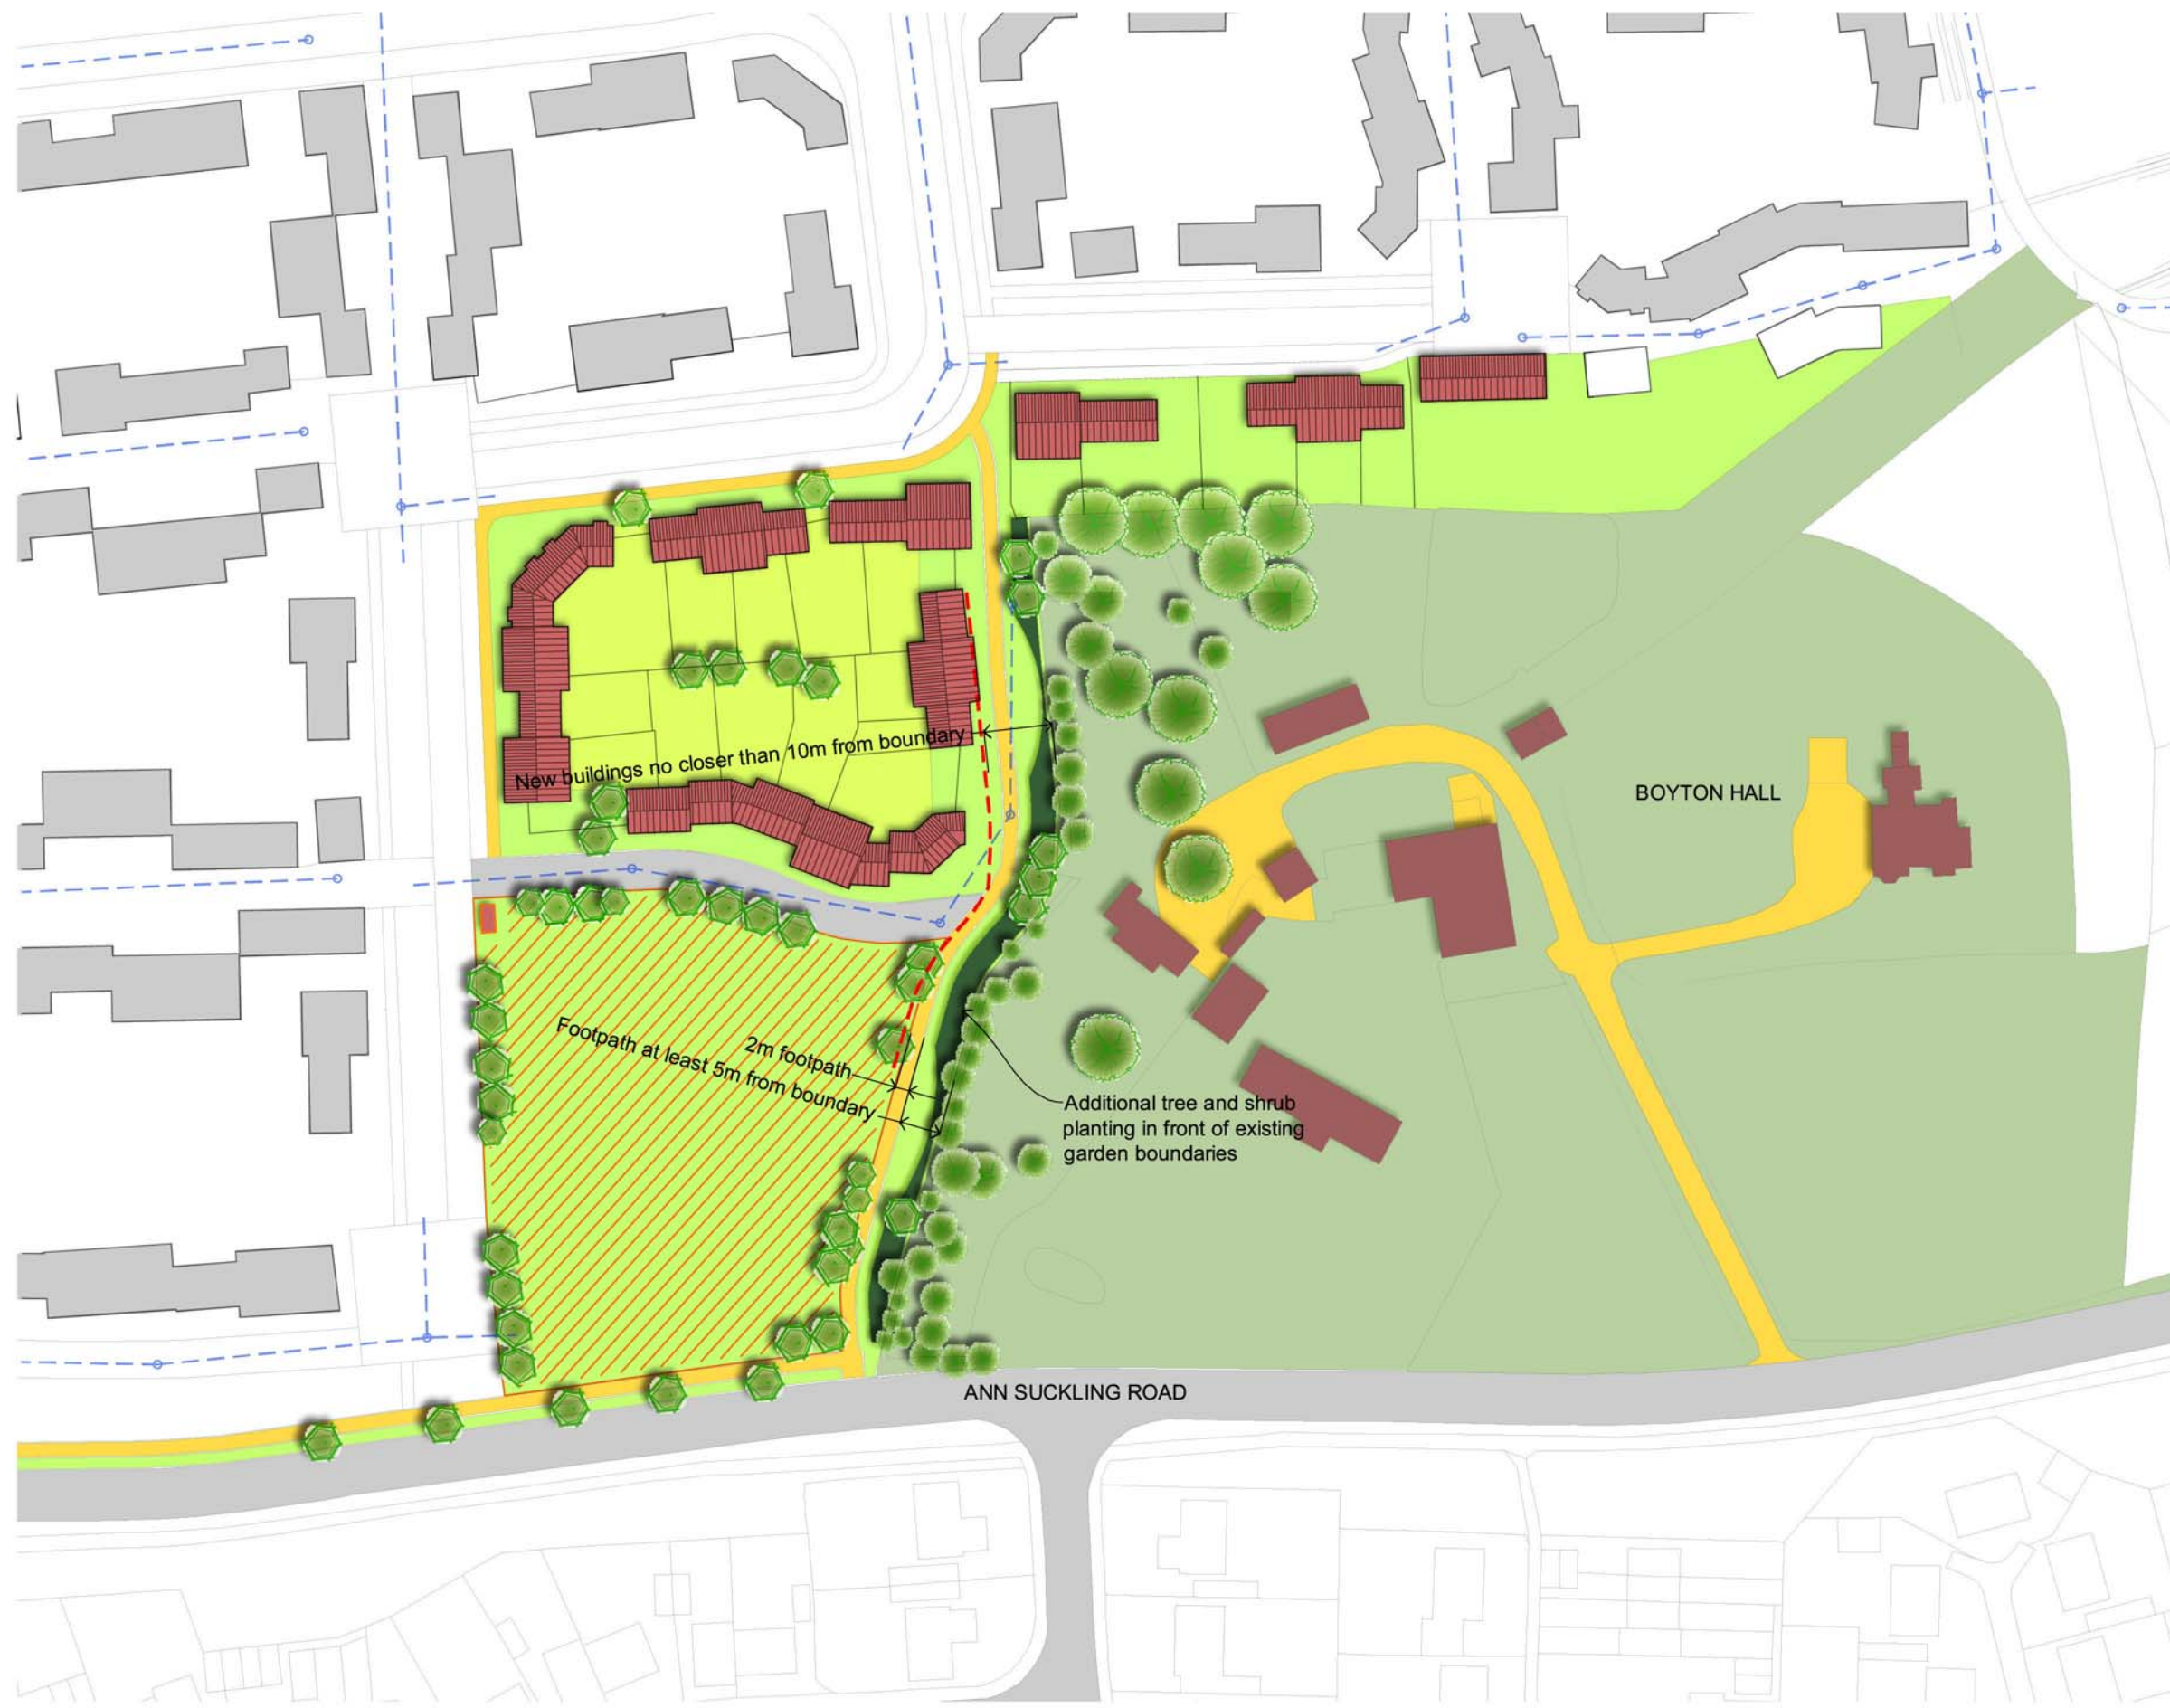 New buildings no closer than 10m from boundary
BOYTON HALL
2m footpath
Footpath at least 5m from boundary
Additional tree and shrub
planting in front of existing
garden boundaries
ANN SUCKLING ROAD